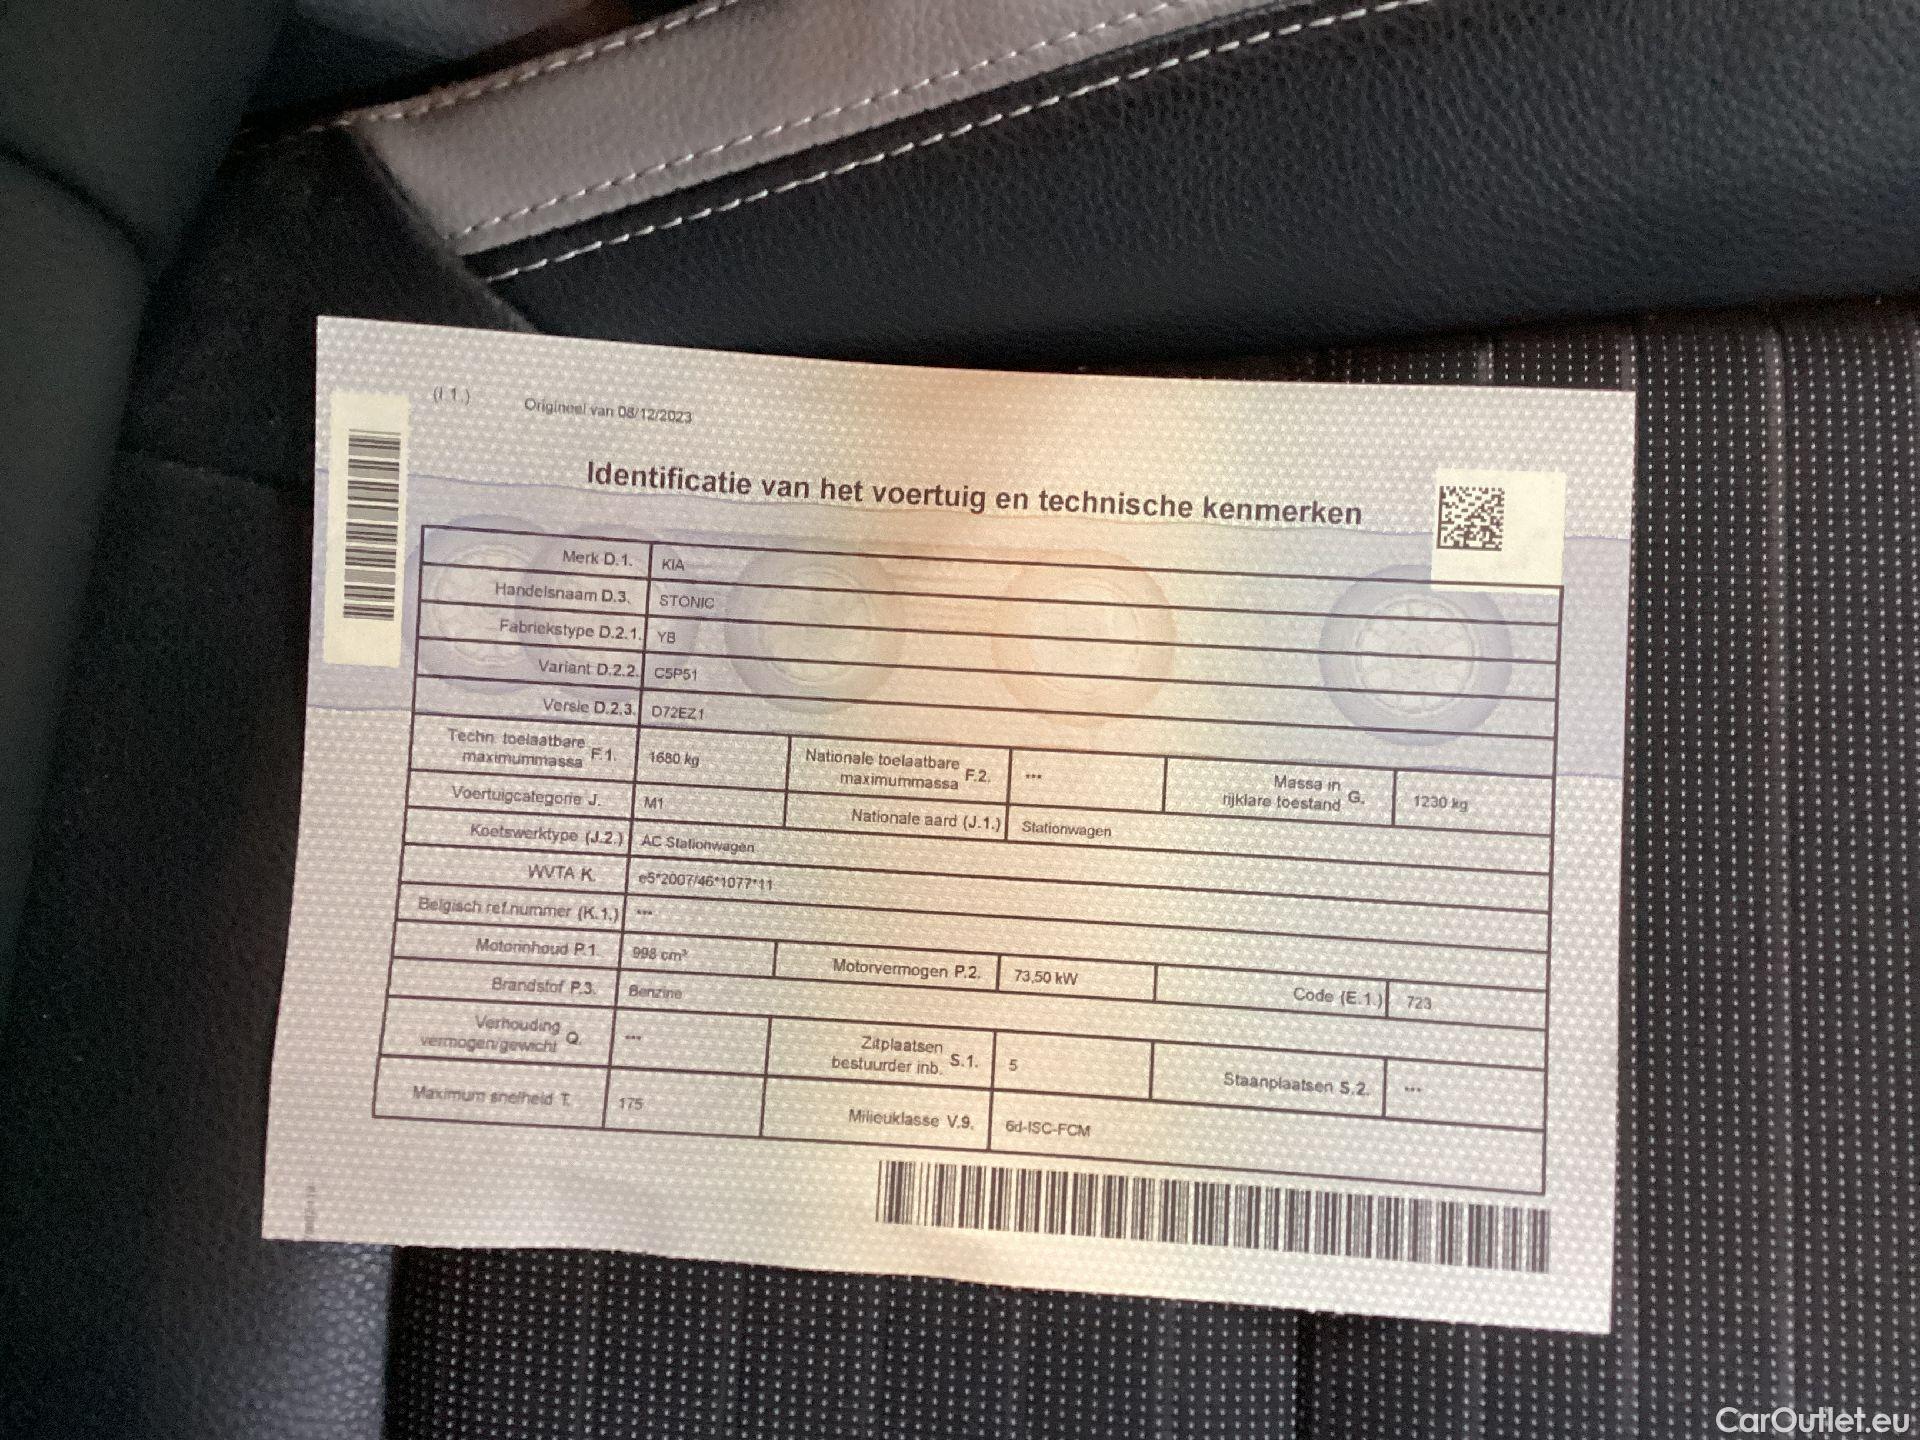 (I.1.) Origineel van 08/12/2023
Identificatie van het voertuig en technische kenmerken
Merk D.1. KIA
Handelsnaam D.3. STONIC
Fabriekstype D.2.1. YB
Variant D.2.2. C5P51
Versie D.2.3. D72EZ1
Techn. toelaatbare maximummassa F.1. 1680 kg Nationale toelaatbare maximummassa F.2. *** Massa in rijklare toestand G. 1230 kg
Voertuigcategorie J. M1 Nationale aard (J.1.) Stationwagen
Koetswerktype (J.2.) AC Stationwagen
WVTA K. e5*2007/46*1077*11
Belgisch ref.nummer (K.1.) ***
Motorinhoud P.1. 998 cm³ Motorvermogen P.2. 73,50 kW Code (E.1.) 723
Brandstof P.3. Benzine
Verhouding vermogen/gewicht Q. *** Zitplaatsen bestuurder inb. S.1. 5 Staanplaatsen S.2. ***
Maximum snelheid T. 175 Milieuklasse V.9. 6d-ISC-FCM
CarOutlet.eu